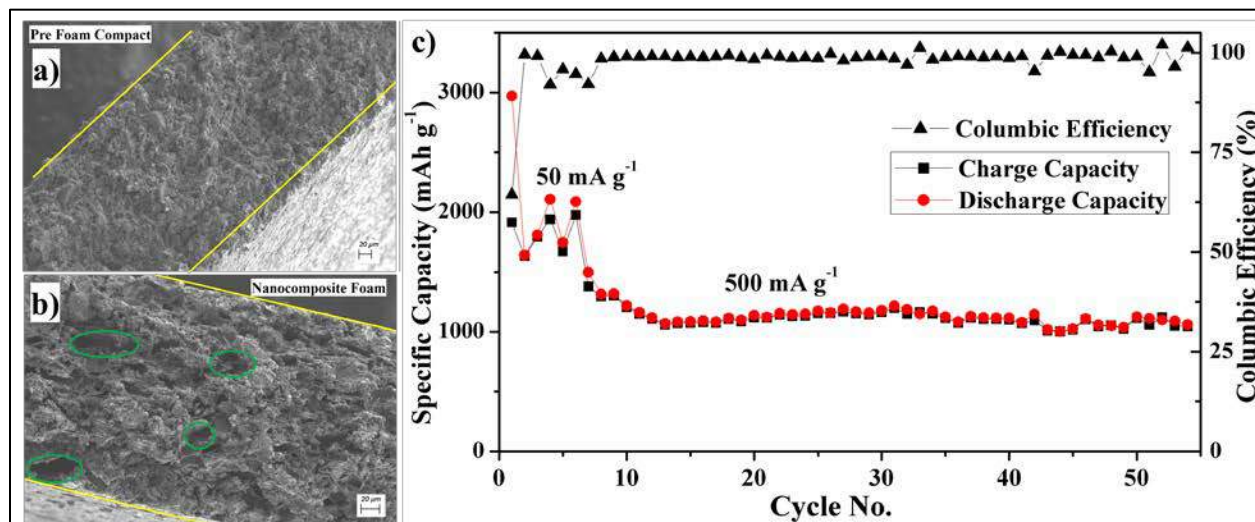 Pre Foam Compact
a)
20 µm
Nanocomposite Foam
b)
20 µm
c)
Specific Capacity (mAh g⁻¹)
3000
2000
1000
0
50 mA g⁻¹
500 mA g⁻¹
Columbic Efficiency
Charge Capacity
Discharge Capacity
100
75
50
25
0
Columbic Efficiency (%)
0 10 20 30 40 50
Cycle No.